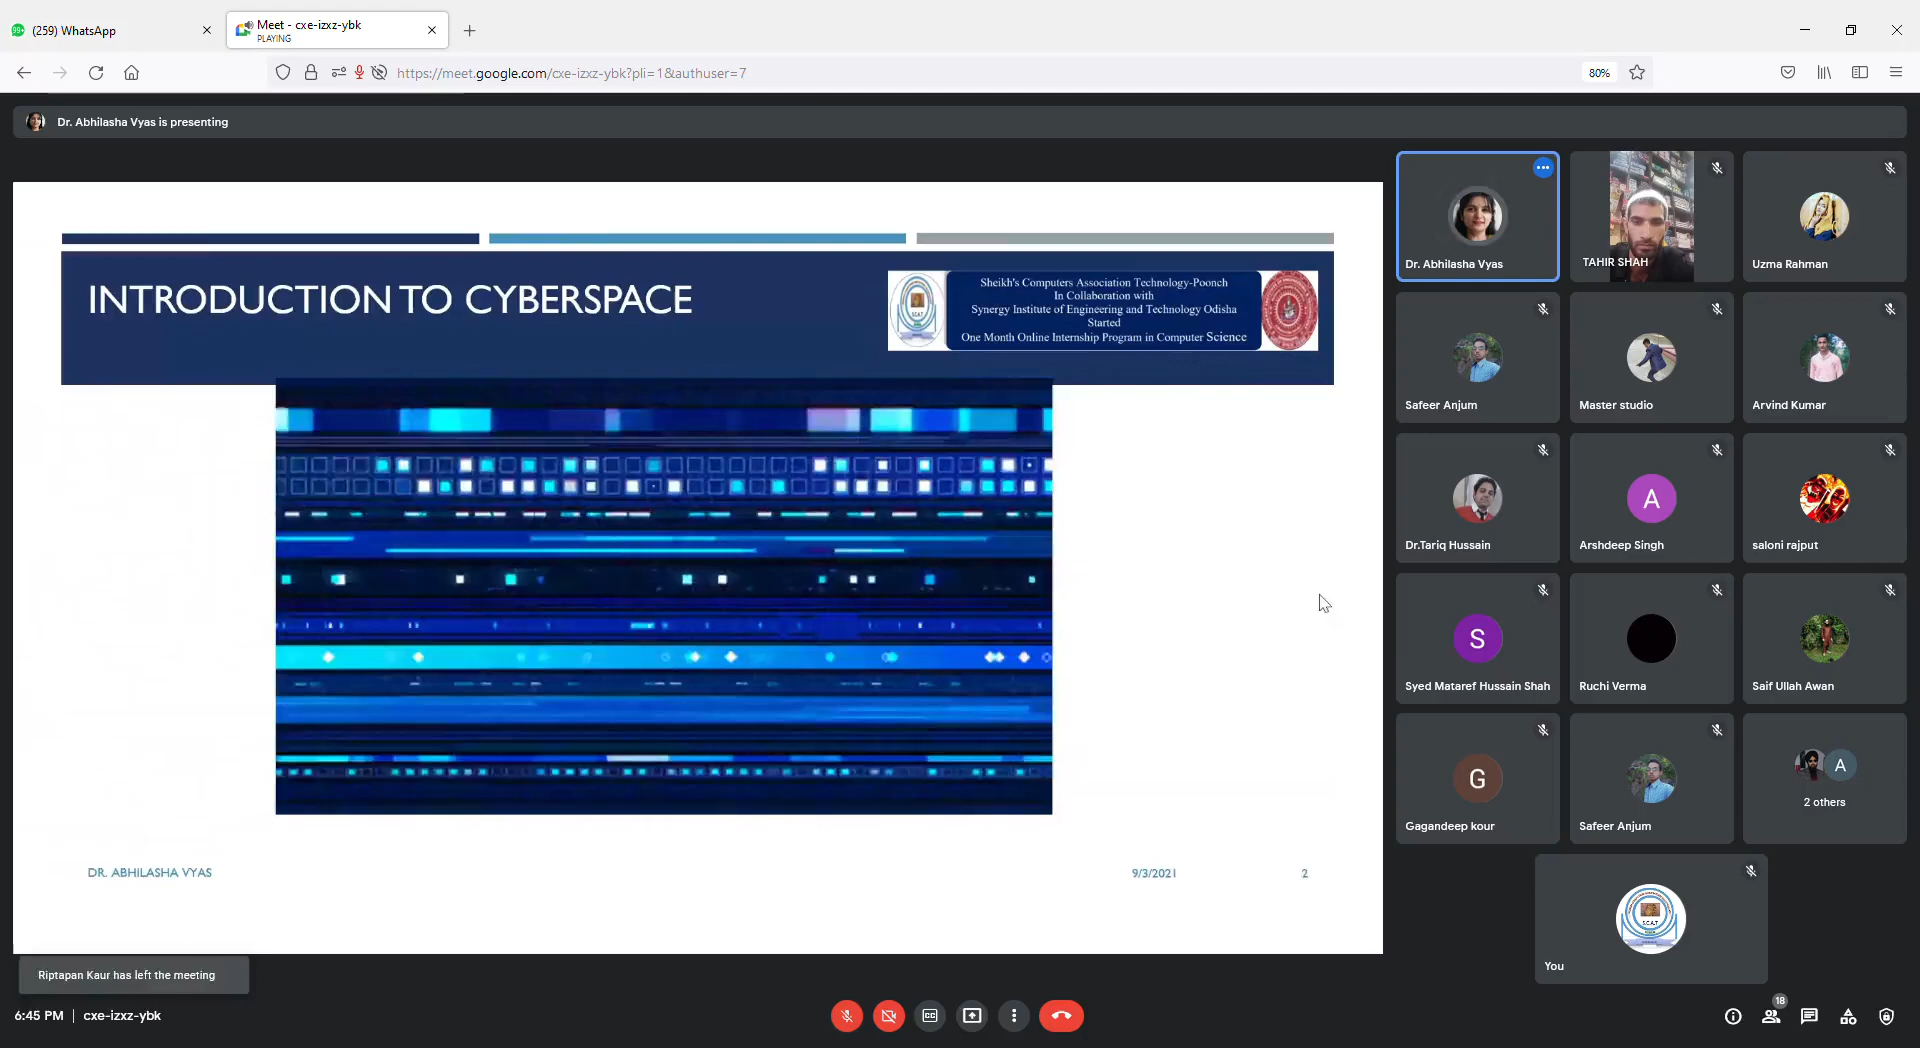 (259) WhatsApp
Meet - cxe-izxz-ybk
PLAYING
https://meet.google.com/cxe-izxz-ybk?pli=1&authuser=7
80%
Dr. Abhilasha Vyas is presenting
INTRODUCTION TO CYBERSPACE
Sheikh's Computers Association Technology-Poonch
In Collaboration with
Synergy Institute of Engineering and Technology Odisha
Started
One Month Online Internship Program in Computer Science
S.C.A.T
DR. ABHILASHA VYAS
9/3/2021
2
Dr. Abhilasha Vyas
TAHIR SHAH
Uzma Rahman
Safeer Anjum
Master studio
Arvind Kumar
Dr.Tariq Hussain
A
Arshdeep Singh
saloni rajput
S
Syed Mataref Hussain Shah
Ruchi Verma
Saif Ullah Awan
G
Gagandeep kour
Safeer Anjum
A
2 others
S.C.A.T
You
Riptapan Kaur has left the meeting
6:45 PM | cxe-izxz-ybk
18